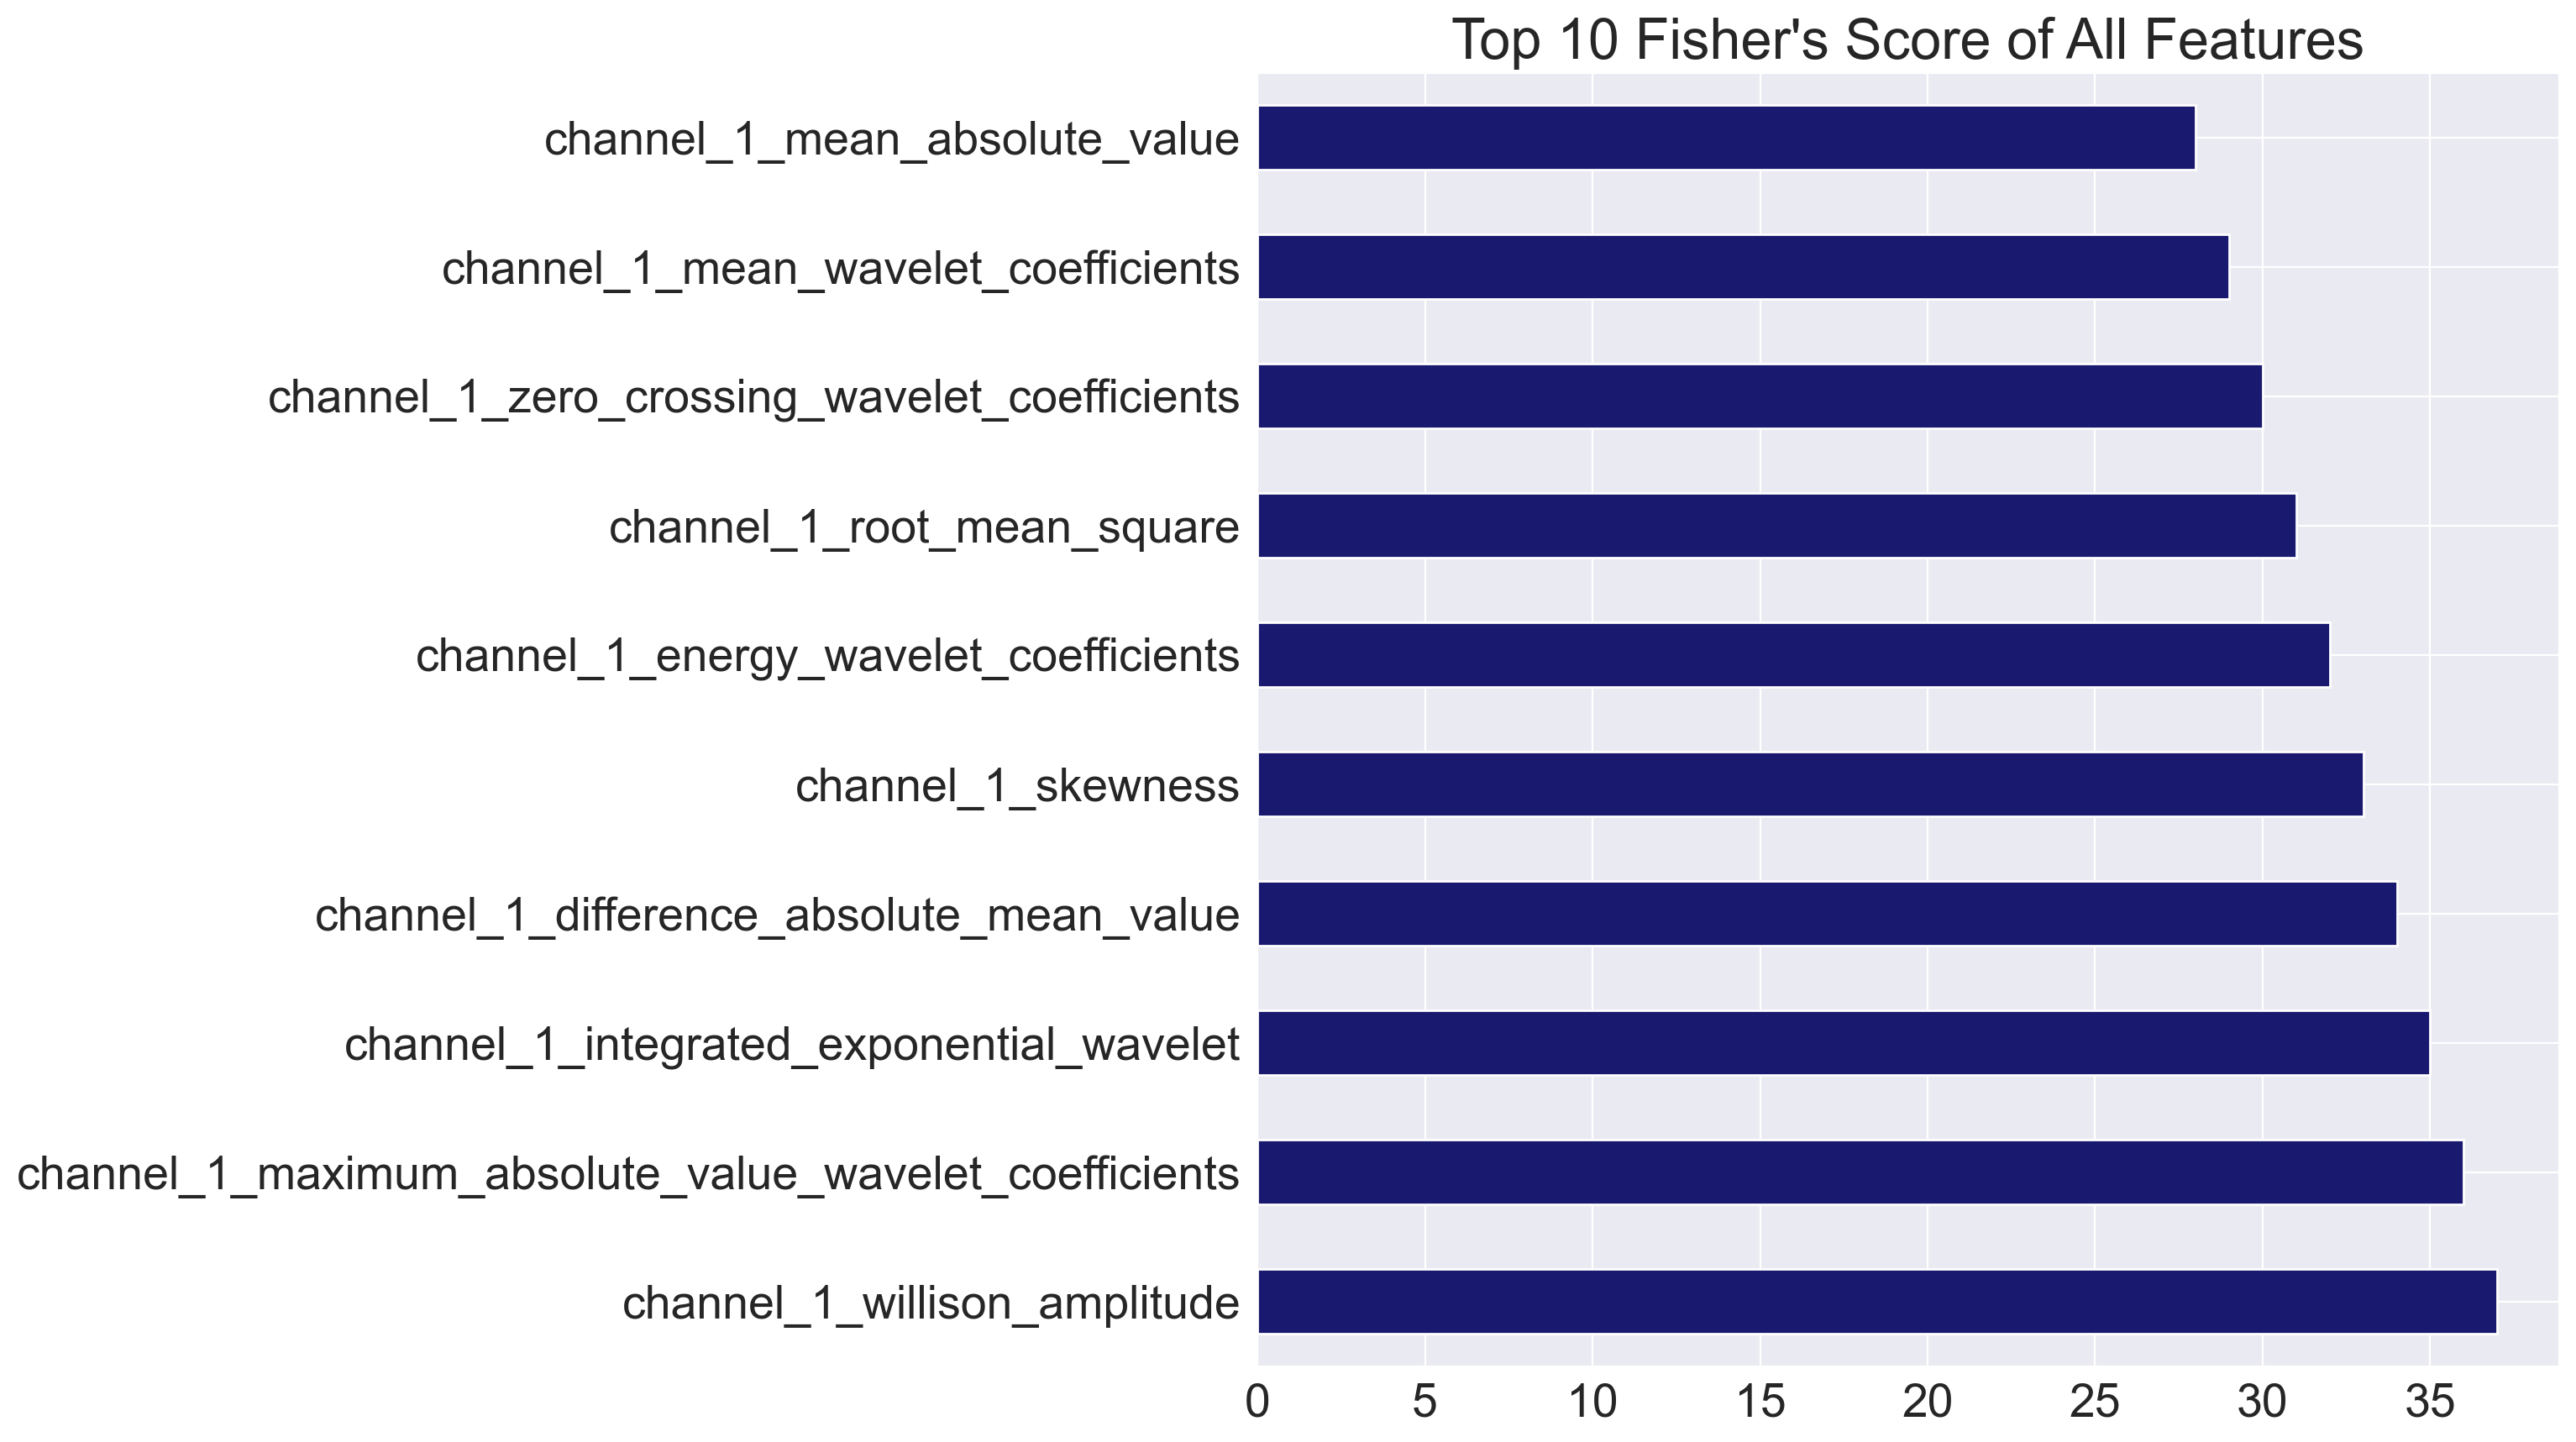 Top 10 Fisher's Score of All Features
channel_1_mean_absolute_value
channel_1_mean_wavelet_coefficients
channel_1_zero_crossing_wavelet_coefficients
channel_1_root_mean_square
channel_1_energy_wavelet_coefficients
channel_1_skewness
channel_1_difference_absolute_mean_value
channel_1_integrated_exponential_wavelet
channel_1_maximum_absolute_value_wavelet_coefficients
channel_1_willison_amplitude
0 5 10 15 20 25 30 35